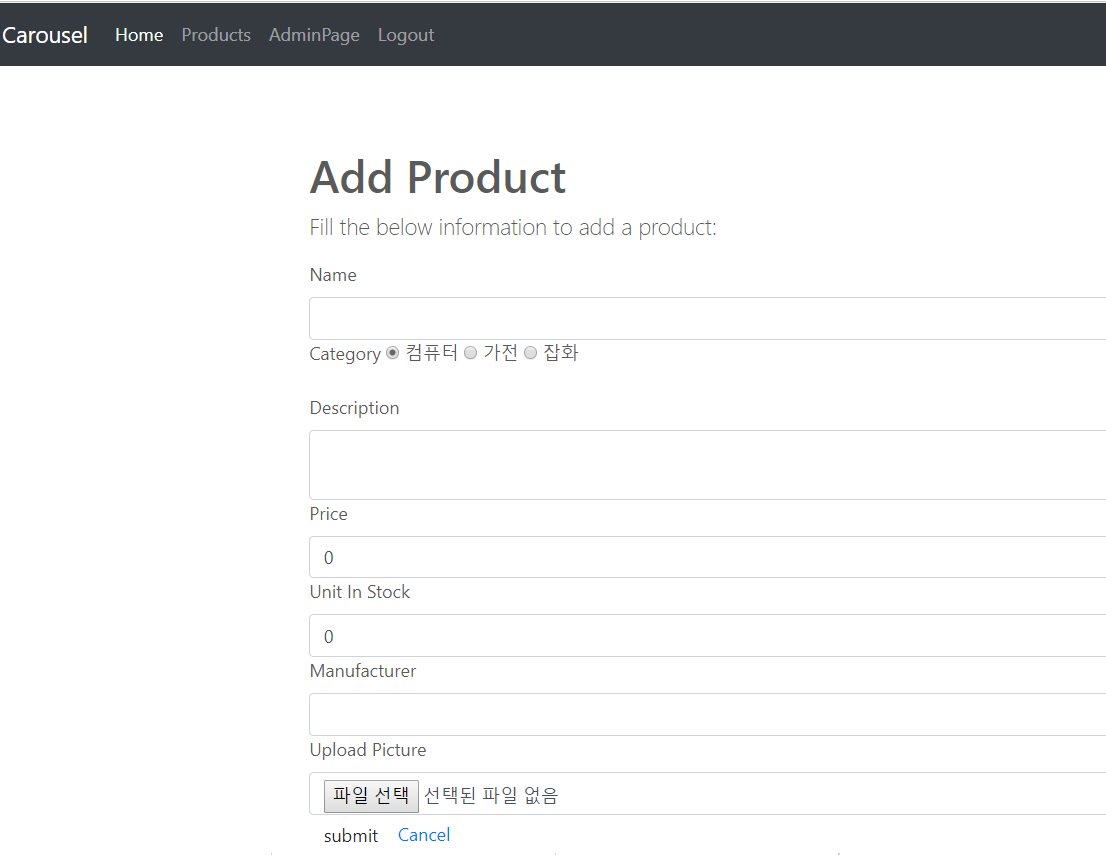 Carousel Home Products AdminPage Logout
Add Product
Fill the below information to add a product:
Name
Category 컴퓨터 가전 잡화
Description
Price
0
Unit In Stock
0
Manufacturer
Upload Picture
파일 선택 선택된 파일 없음
submit Cancel